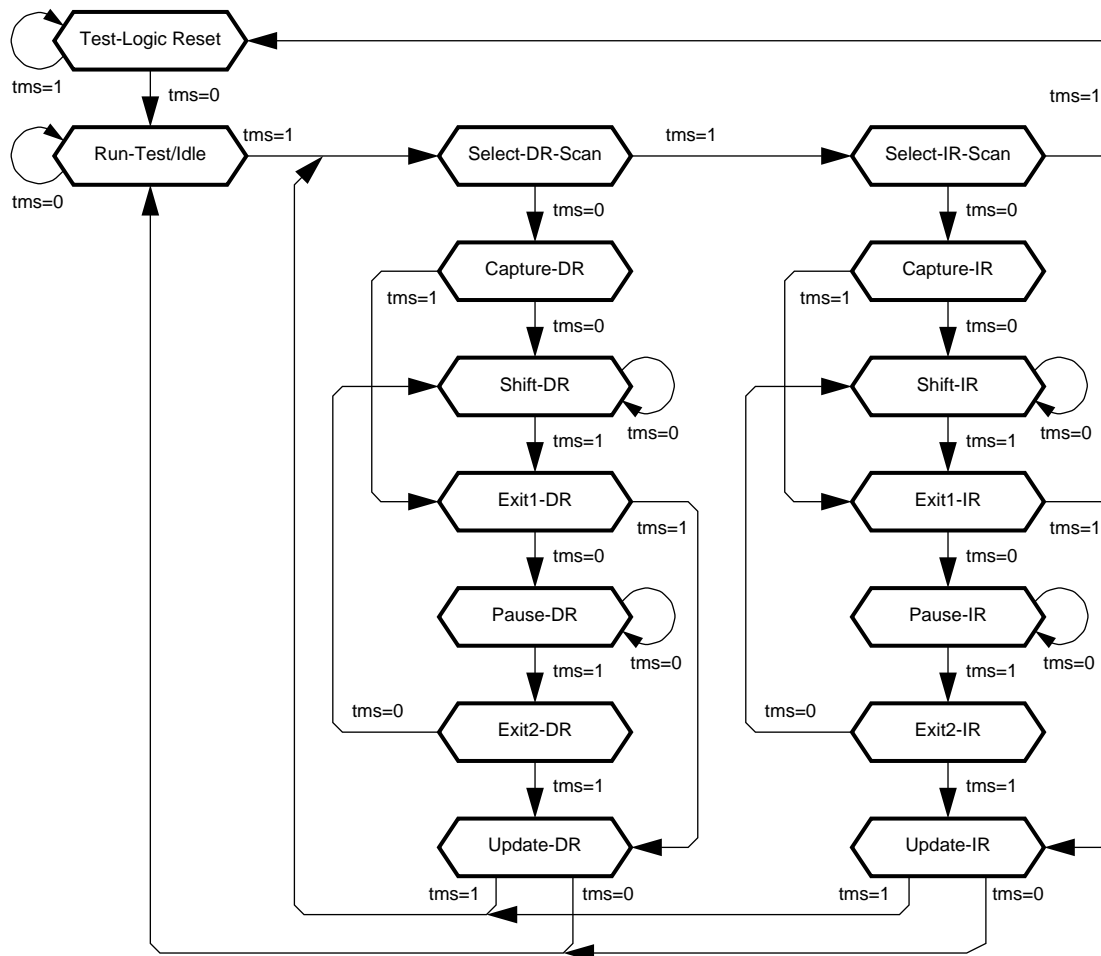 Test-Logic Reset
tms=1
tms=0
tms=1
Run-Test/Idle
tms=1
Select-DR-Scan
tms=1
Select-IR-Scan
tms=0
tms=0
tms=0
Capture-DR
Capture-IR
tms=1
tms=1
tms=0
tms=0
Shift-DR
Shift-IR
tms=0
tms=0
tms=1
tms=1
Exit1-DR
Exit1-IR
tms=1
tms=1
tms=0
tms=0
Pause-DR
Pause-IR
tms=0
tms=0
tms=1
tms=1
tms=0
tms=0
Exit2-DR
Exit2-IR
tms=1
tms=1
Update-DR
Update-IR
tms=1
tms=0
tms=1
tms=0